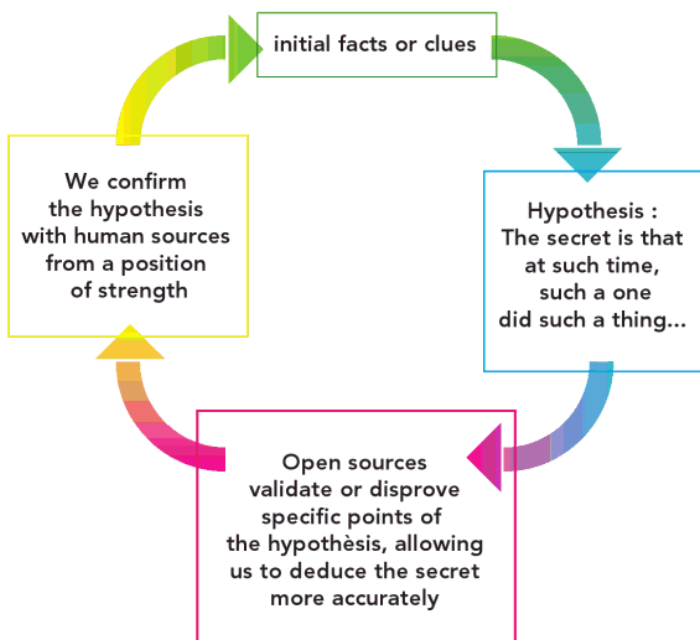 initial facts or clues
Hypothesis :
The secret is that
at such time,
such a one
did such a thing...
Open sources
validate or disprove
specific points of
the hypothèsis, allowing
us to deduce the secret
more accurately
We confirm
the hypothesis
with human sources
from a position
of strength